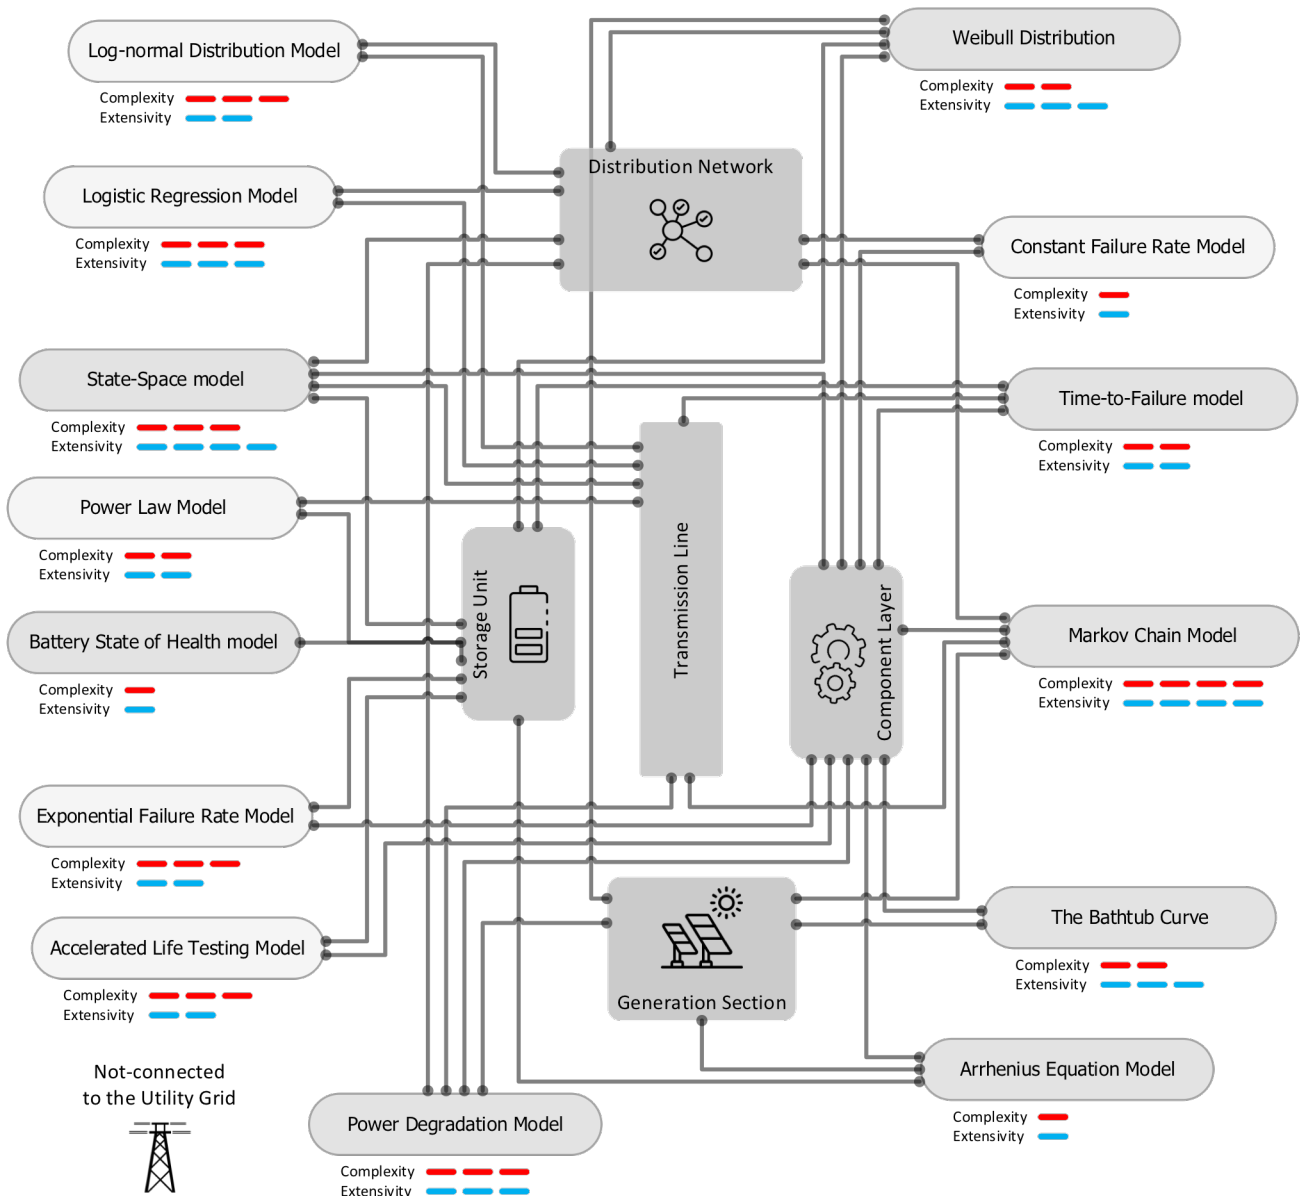 Log-normal Distribution Model
Complexity
Extensivity
Weibull Distribution
Complexity
Extensivity
Distribution Network
Logistic Regression Model
Complexity
Extensivity
Constant Failure Rate Model
Complexity
Extensivity
State-Space model
Complexity
Extensivity
Time-to-Failure model
Complexity
Extensivity
Power Law Model
Complexity
Extensivity
Storage Unit
Transmission Line
Component Layer
Battery State of Health model
Complexity
Extensivity
Markov Chain Model
Complexity
Extensivity
Exponential Failure Rate Model
Complexity
Extensivity
Accelerated Life Testing Model
Complexity
Extensivity
Generation Section
The Bathtub Curve
Complexity
Extensivity
Not-connected
to the Utility Grid
Power Degradation Model
Complexity
Extensivity
Arrhenius Equation Model
Complexity
Extensivity